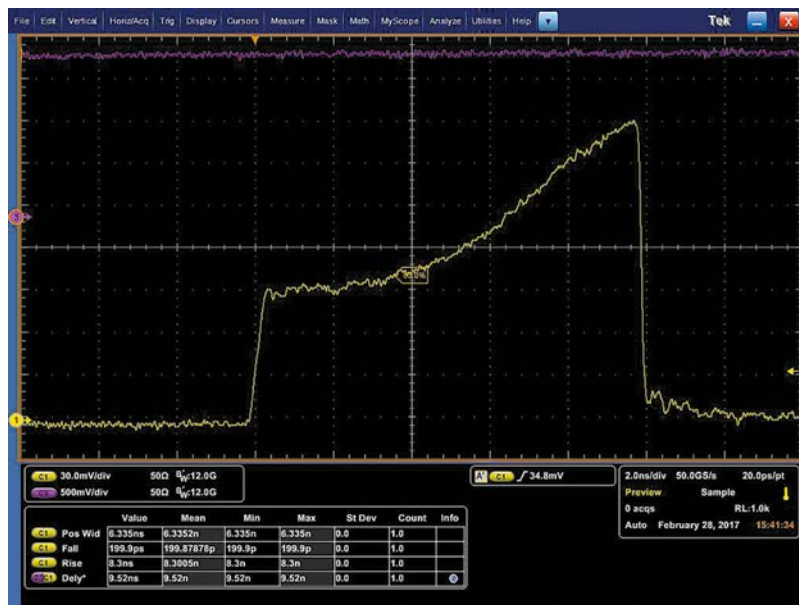 File Edit Vertical Horiz/Acq Trig Display Cursors Measure Mask Math MyScope Analyze Utilities Help Tek X
3
50.0%
1
C1 30.0mV/div 50Ω BW:12.0G
500mV/div 50Ω BW:12.0G
A' C1 34.8mV
2.0ns/div 50.0GS/s 20.0ps/pt
Preview Sample
0 acqs RL:1.0k
Auto February 28, 2017 15:41:34
Value Mean Min Max St Dev Count Info
C1 Pos Wid 6.335ns 6.3352n 6.335n 6.335n 0.0 1.0
C1 Fall 199.9ps 199.87878p 199.9p 199.9p 0.0 1.0
C1 Rise 8.3ns 8.3005n 8.3n 8.3n 0.0 1.0
C1 Dely* 9.52ns 9.52n 9.52n 9.52n 0.0 1.0